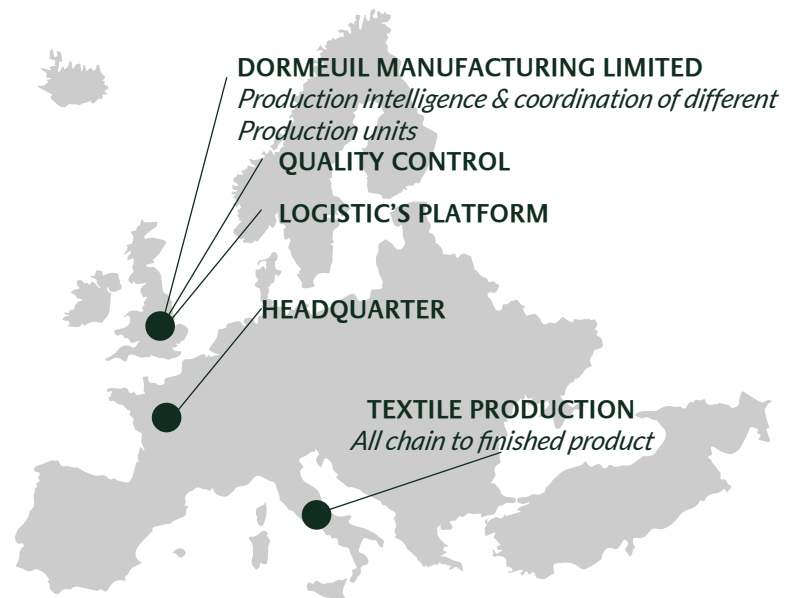 DORMEUIL MANUFACTURING LIMITED
Production intelligence & coordination of different
Production units
QUALITY CONTROL
LOGISTIC'S PLATFORM
HEADQUARTER
TEXTILE PRODUCTION
All chain to finished product